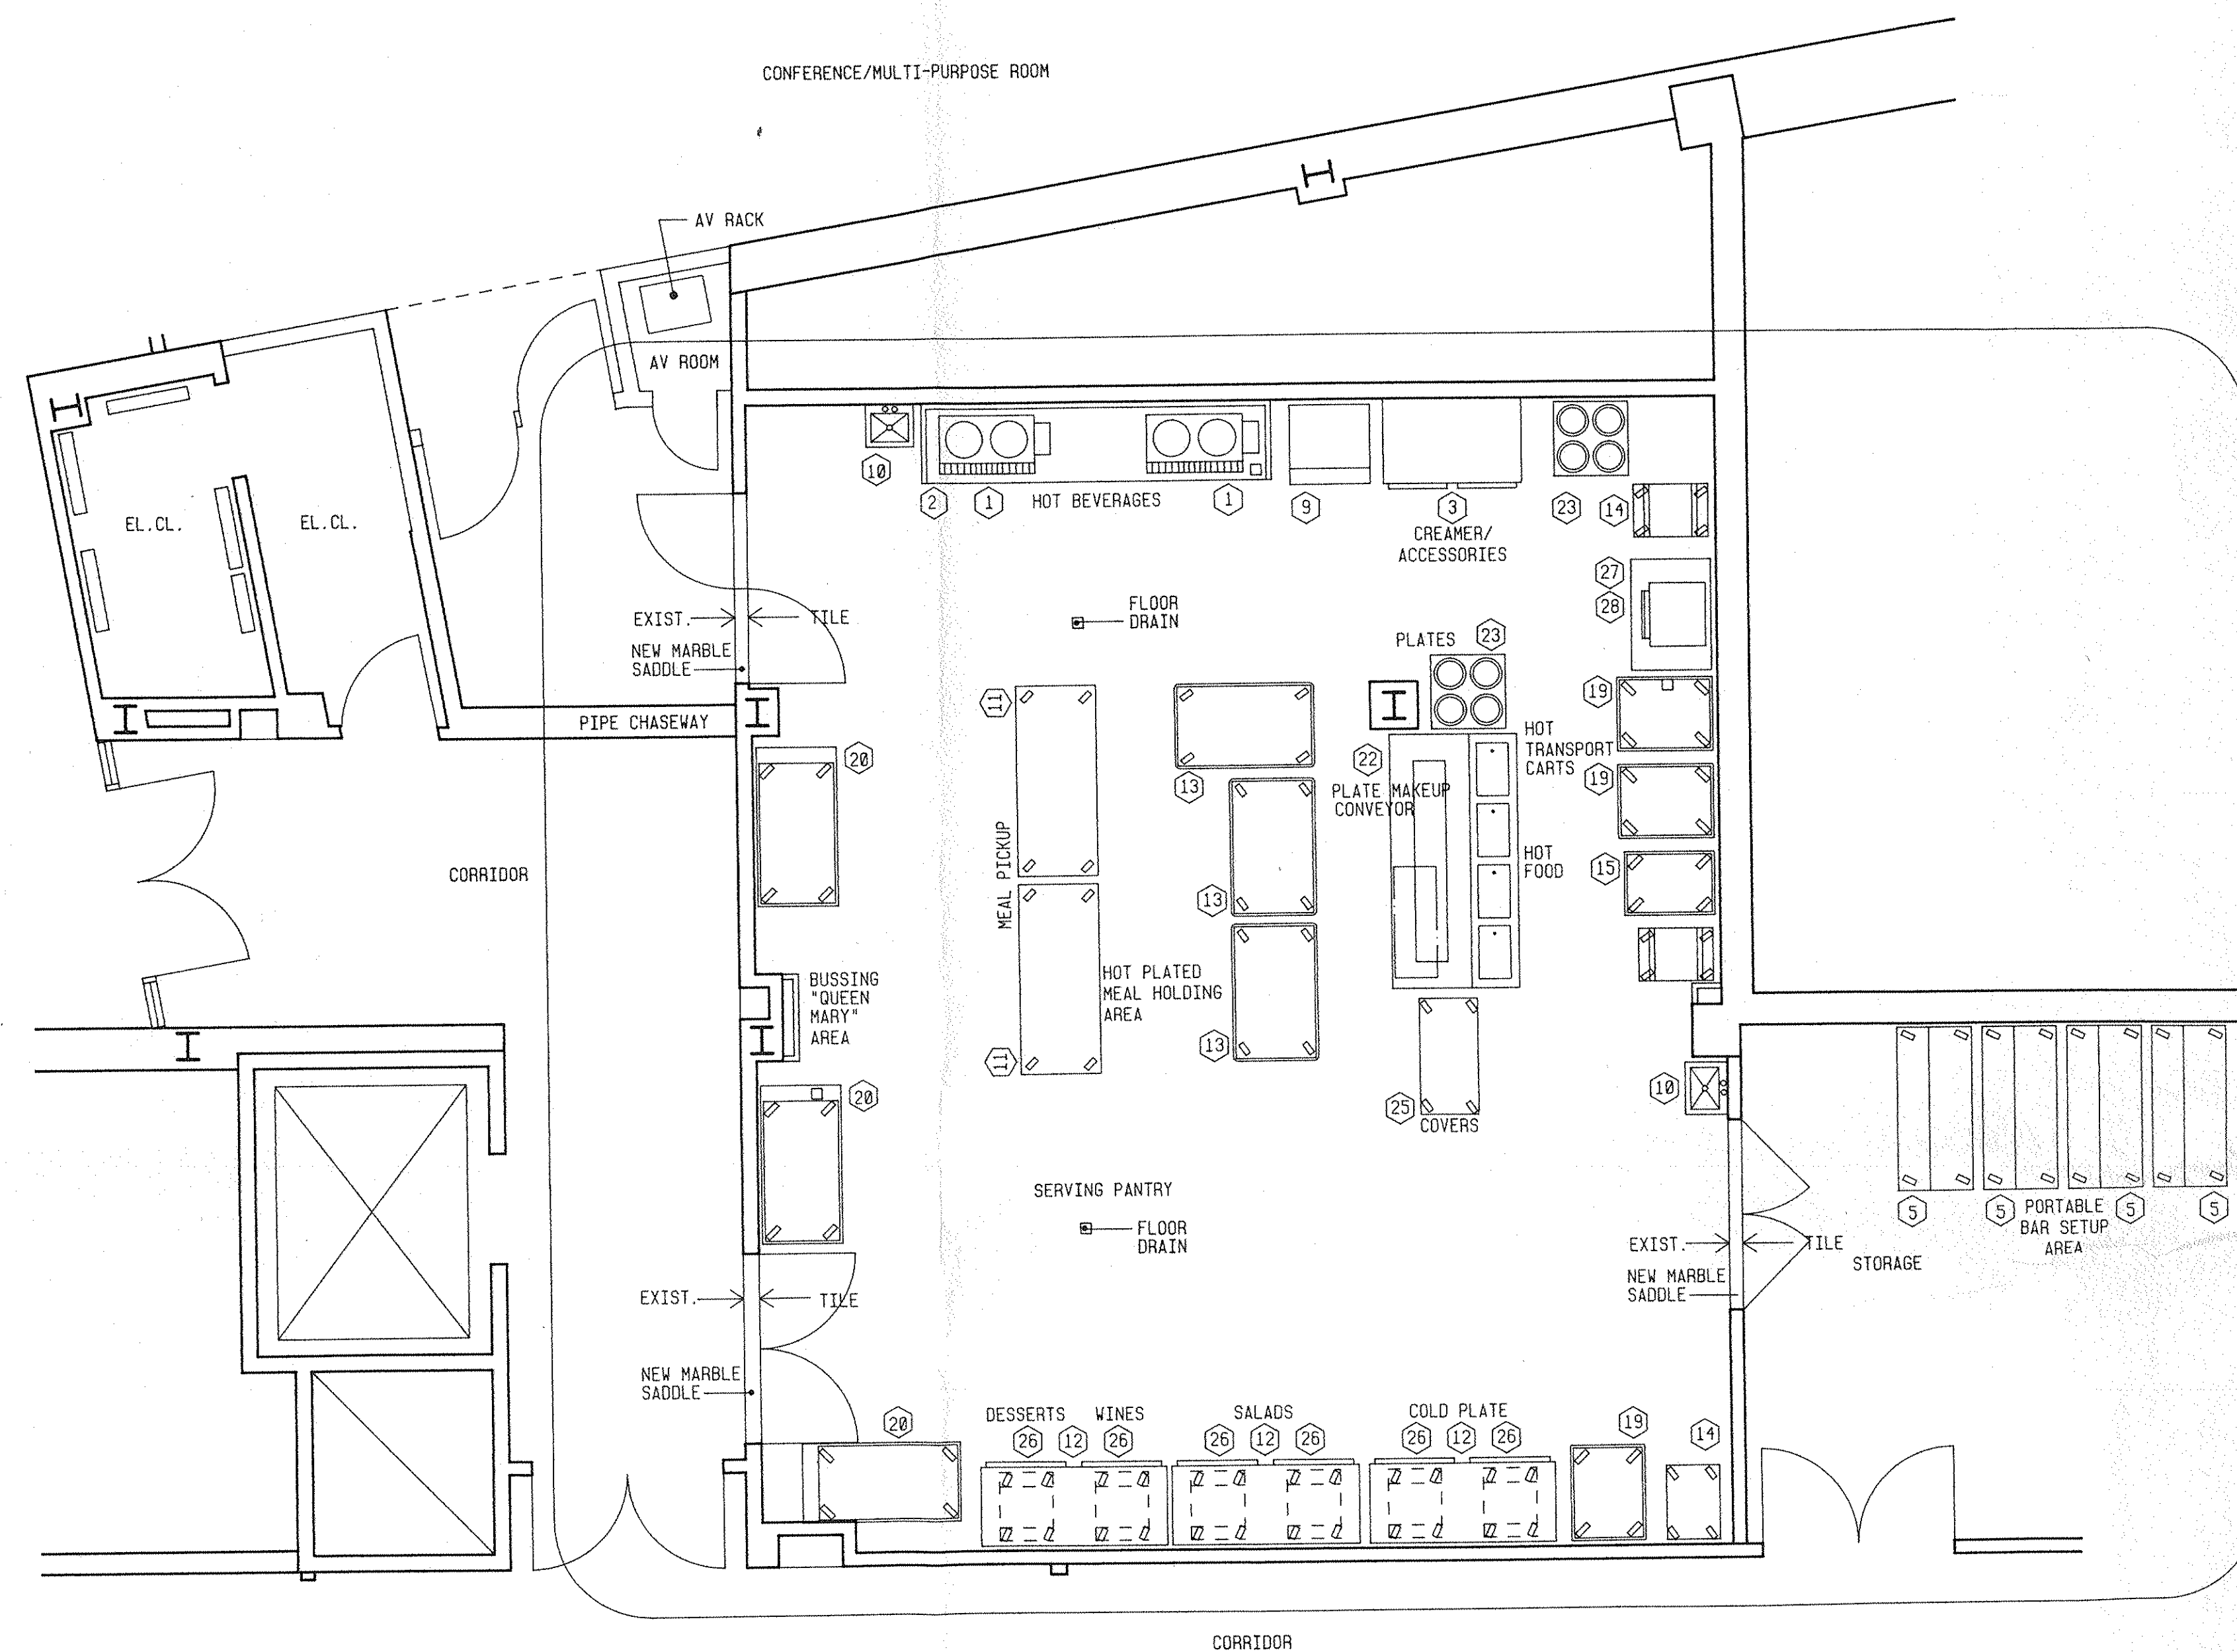 CONFERENCE/MULTI-PURPOSE ROOM
AV RACK
AV ROOM
EL.CL.
EL.CL.
10
2
1
HOT BEVERAGES
1
9
3
CREAMER/
ACCESSORIES
23
14
27
28
EXIST.
TILE
NEW MARBLE
SADDLE
FLOOR
DRAIN
PLATES
23
PIPE CHASEWAY
20
11
MEAL PICKUP
13
22
PLATE MAKEUP
CONVEYOR
HOT
TRANSPORT
CARTS
19
19
HOT
FOOD
15
CORRIDOR
13
BUSSING
"QUEEN
MARY"
AREA
HOT PLATED
MEAL HOLDING
AREA
11
13
20
25
COVERS
10
SERVING PANTRY
FLOOR
DRAIN
5
5
PORTABLE
BAR SETUP
AREA
5
5
EXIST.
TILE
NEW MARBLE
SADDLE
STORAGE
EXIST.
TILE
NEW MARBLE
SADDLE
20
DESSERTS
WINES
26
12
26
SALADS
26
12
26
COLD PLATE
26
12
26
19
14
CORRIDOR